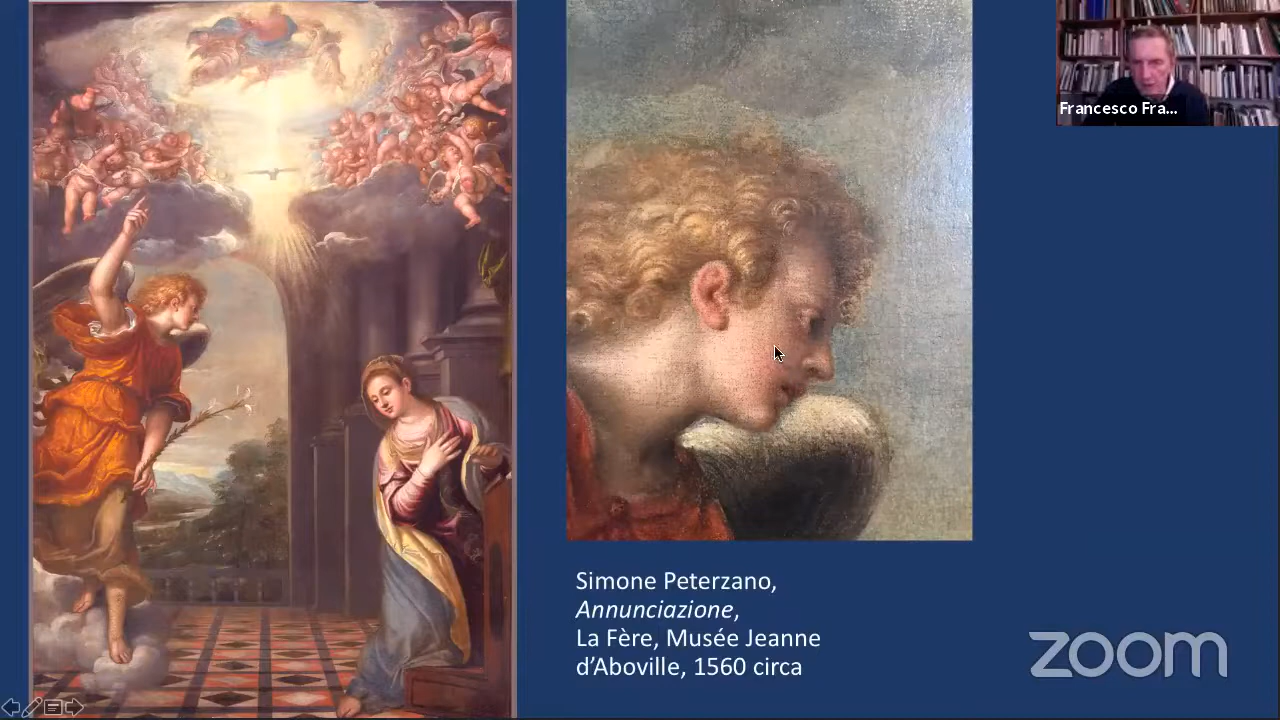 Francesco Fra...
Simone Peterzano,
Annunciazione,
La Fère, Musée Jeanne
d’Aboville, 1560 circa
zoom